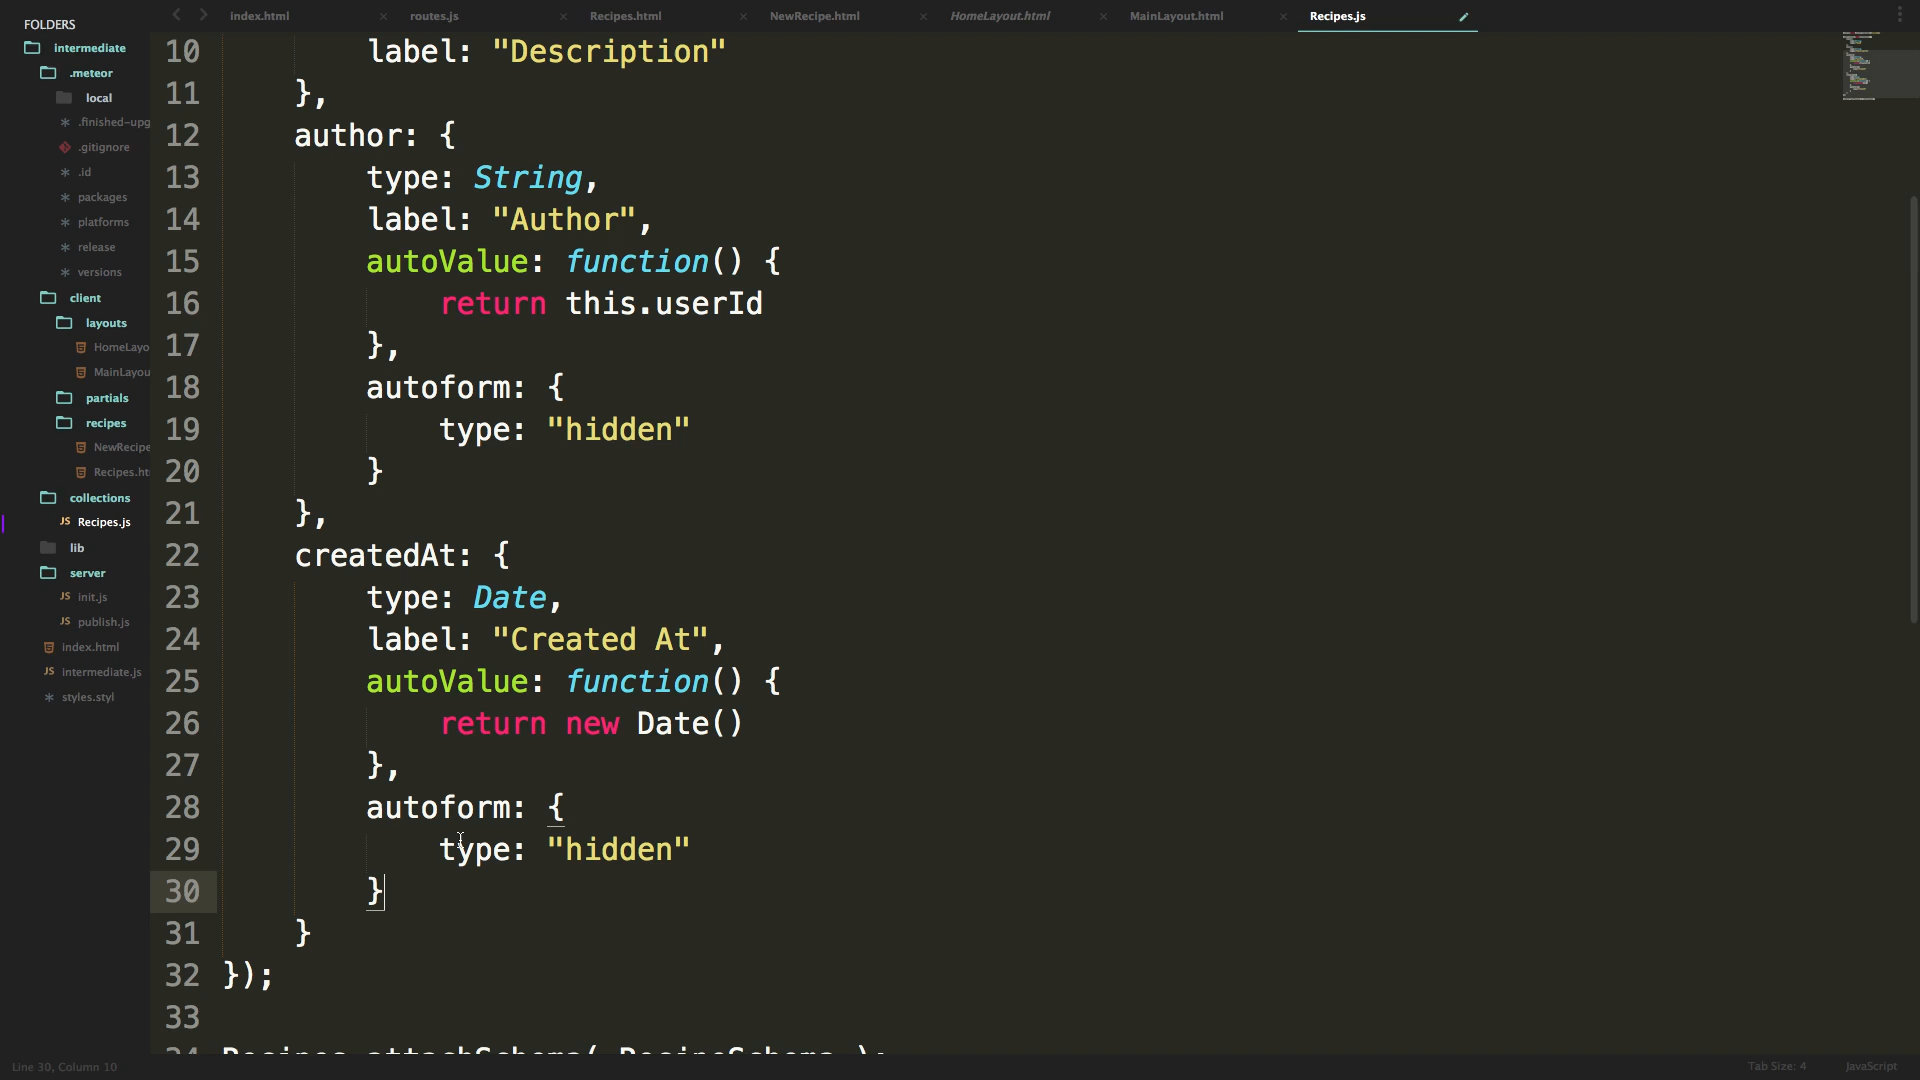 FOLDERS
intermediate
.meteor
local
.finished-upg
.gitignore
.id
packages
platforms
release
versions
client
layouts
HomeLayo
MainLayou
partials
recipes
NewRecipe
Recipes.ht
collections
Recipes.js
lib
server
init.js
publish.js
index.html
intermediate.js
styles.styl
index.html
routes.js
Recipes.html
NewRecipe.html
HomeLayout.html
MainLayout.html
Recipes.js
10 label: "Description"
11 },
12 author: {
13 type: String,
14 label: "Author",
15 autoValue: function() {
16 return this.userId
17 },
18 autoform: {
19 type: "hidden"
20 }
21 },
22 createdAt: {
23 type: Date,
24 label: "Created At",
25 autoValue: function() {
26 return new Date()
27 },
28 autoform: {
29 type: "hidden"
30 }
31 }
32 });
33
34 Recipes.attachSchema( RecipeSchema );
Line 30, Column 10
Tab Size: 4
JavaScript